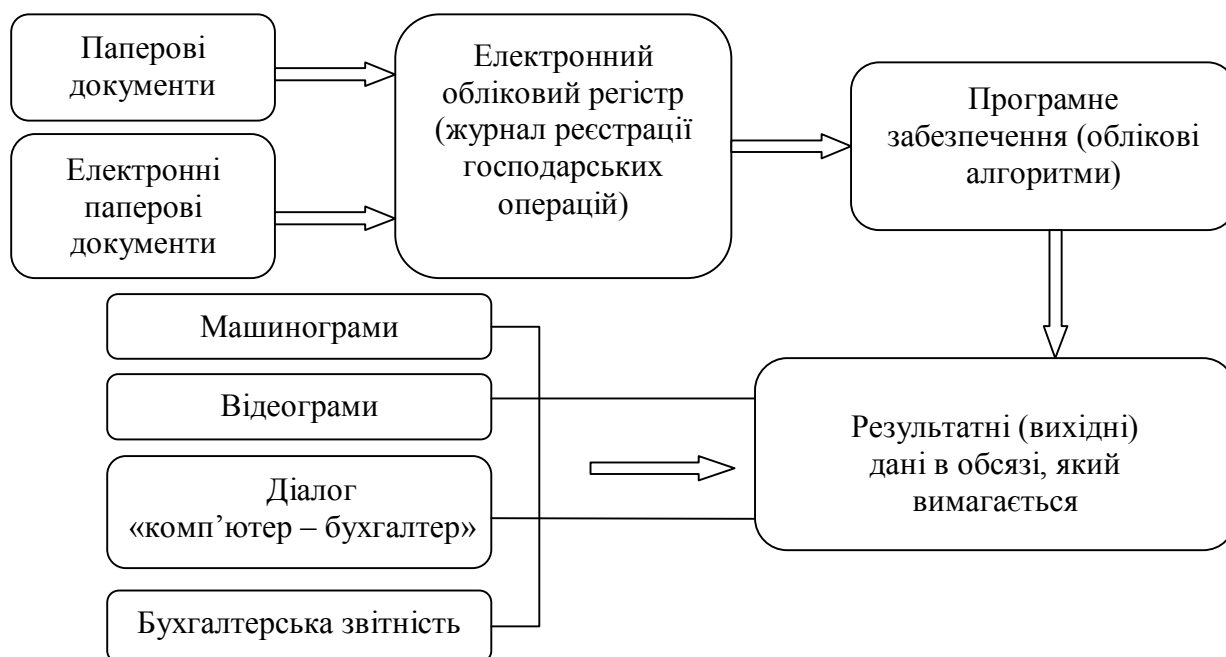 Паперові
документи
Електронні
паперові
документи
Електронний
обліковий регістр
(журнал реєстрації
господарських
операцій)
Програмне
забезпечення (облікові
алгоритми)
Машинограми
Відеограми
Діалог
«комп’ютер – бухгалтер»
Бухгалтерська звітність
Результатні (вихідні)
дані в обсязі, який
вимагається